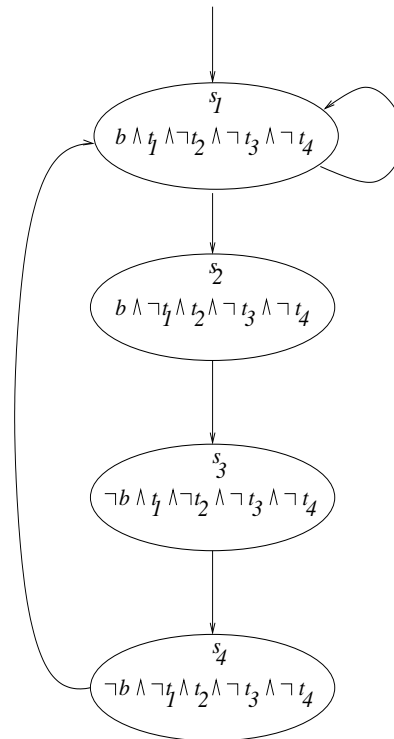 s1
b ∧ t1 ∧ ¬t2 ∧ ¬t3 ∧ ¬t4
s2
b ∧ ¬t1 ∧ t2 ∧ ¬t3 ∧ ¬t4
s3
¬b ∧ t1 ∧ ¬t2 ∧ ¬t3 ∧ ¬t4
s4
¬b ∧ ¬t1 ∧ t2 ∧ ¬t3 ∧ ¬t4